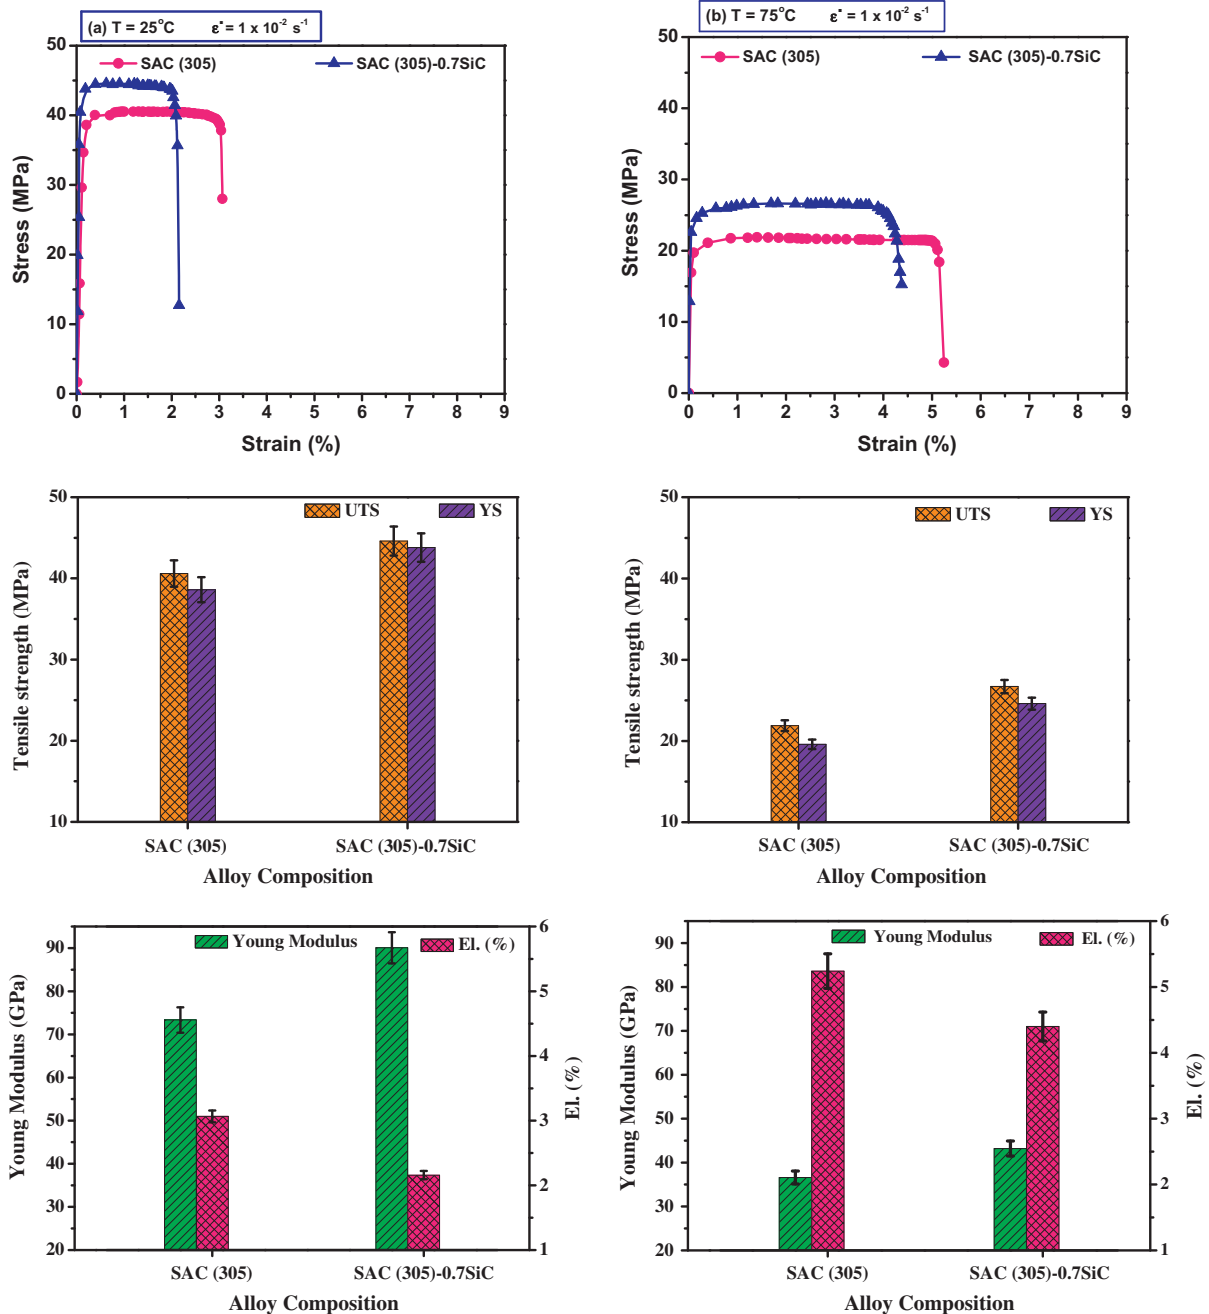 (a) T = 25°C ε• = 1 x 10⁻² s⁻¹
50
40
30
20
10
0
Stress (MPa)
SAC (305)
SAC (305)-0.7SiC
0 1 2 3 4 5 6 7 8 9
Strain (%)
(b) T = 75°C ε• = 1 x 10⁻² s⁻¹
50
40
30
20
10
0
Stress (MPa)
SAC (305)
SAC (305)-0.7SiC
0 1 2 3 4 5 6 7 8 9
Strain (%)
50
40
30
20
10
Tensile strength (MPa)
UTS
YS
SAC (305) SAC (305)-0.7SiC
Alloy Composition
50
40
30
20
10
Tensile strength (MPa)
UTS
YS
SAC (305) SAC (305)-0.7SiC
Alloy Composition
90
80
70
60
50
40
30
20
Young Modulus (GPa)
Young Modulus
El. (%)
6
5
4
3
2
1
El. (%)
SAC (305) SAC (305)-0.7SiC
Alloy Composition
90
80
70
60
50
40
30
20
Young Modulus (GPa)
Young Modulus
El. (%)
6
5
4
3
2
1
El. (%)
SAC (305) SAC (305)-0.7SiC
Alloy Composition